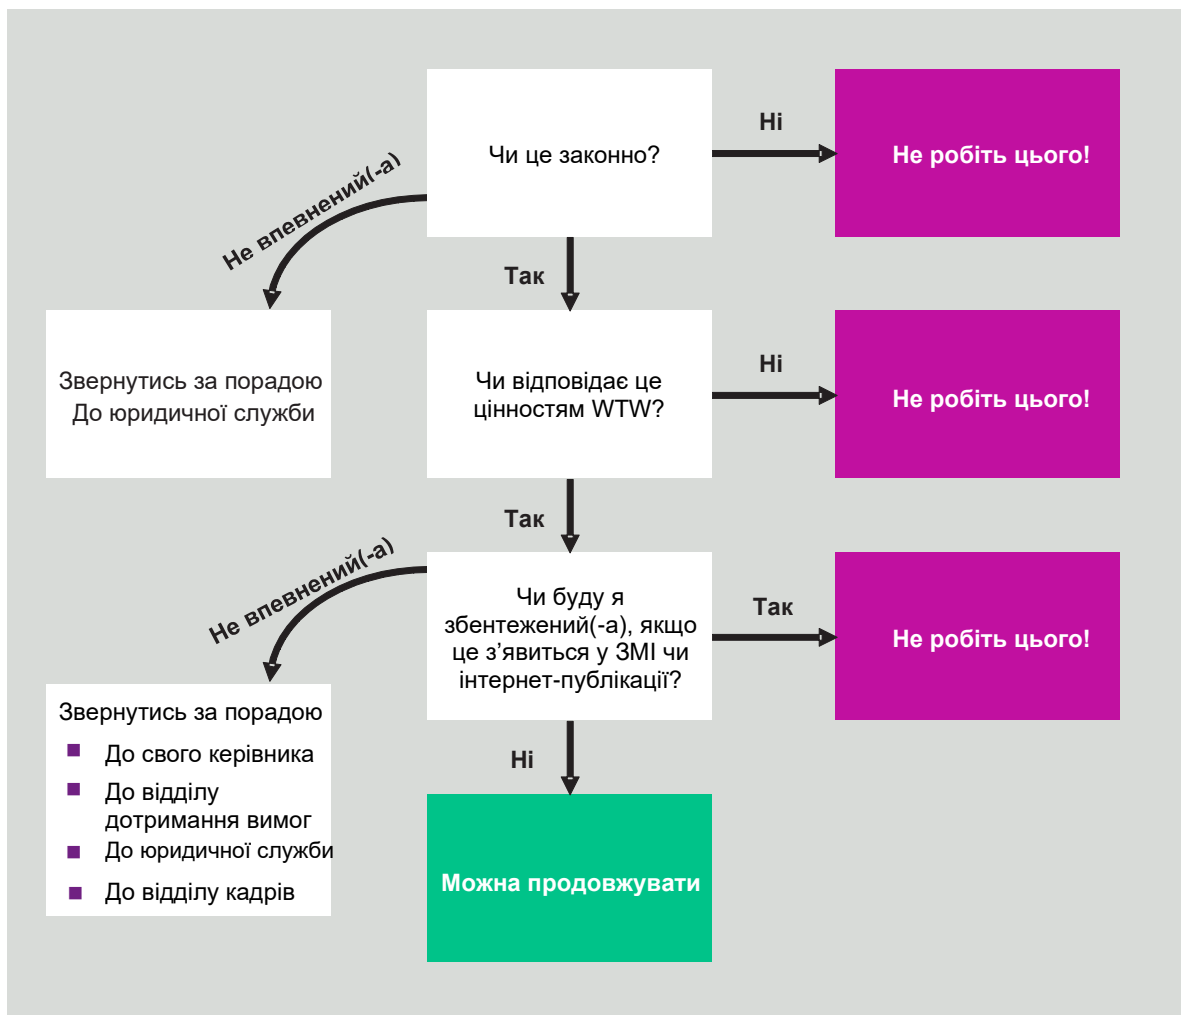 Чи це законно?
Ні
Не робіть цього!
Не впевнений(-а)
Так
Звернутись за порадою
До юридичної служби
Чи відповідає це
цінностям WTW?
Ні
Не робіть цього!
Так
Не впевнений(-а)
Чи буду я
збентежений(-а), якщо
це з’явиться у ЗМІ чи
інтернет-публікації?
Так
Не робіть цього!
Звернутись за порадою
До свого керівника
До відділу
дотримання вимог
До юридичної служби
До відділу кадрів
Ні
Можна продовжувати